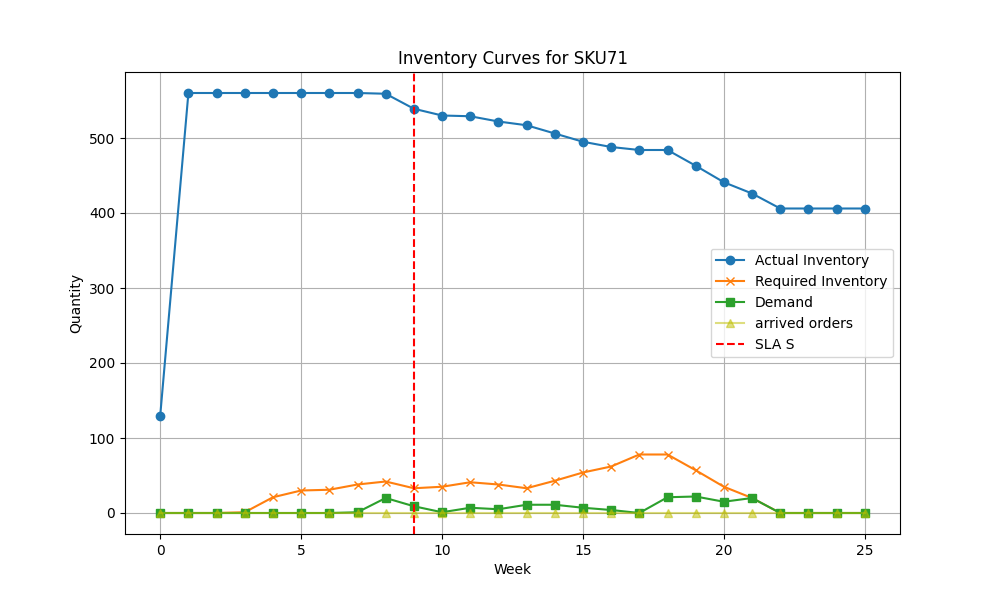 Inventory Curves for SKU71
Quantity
500
400
300
200
100
0
Actual Inventory
Required Inventory
Demand
arrived orders
SLA S
0 5 10 15 20 25
Week